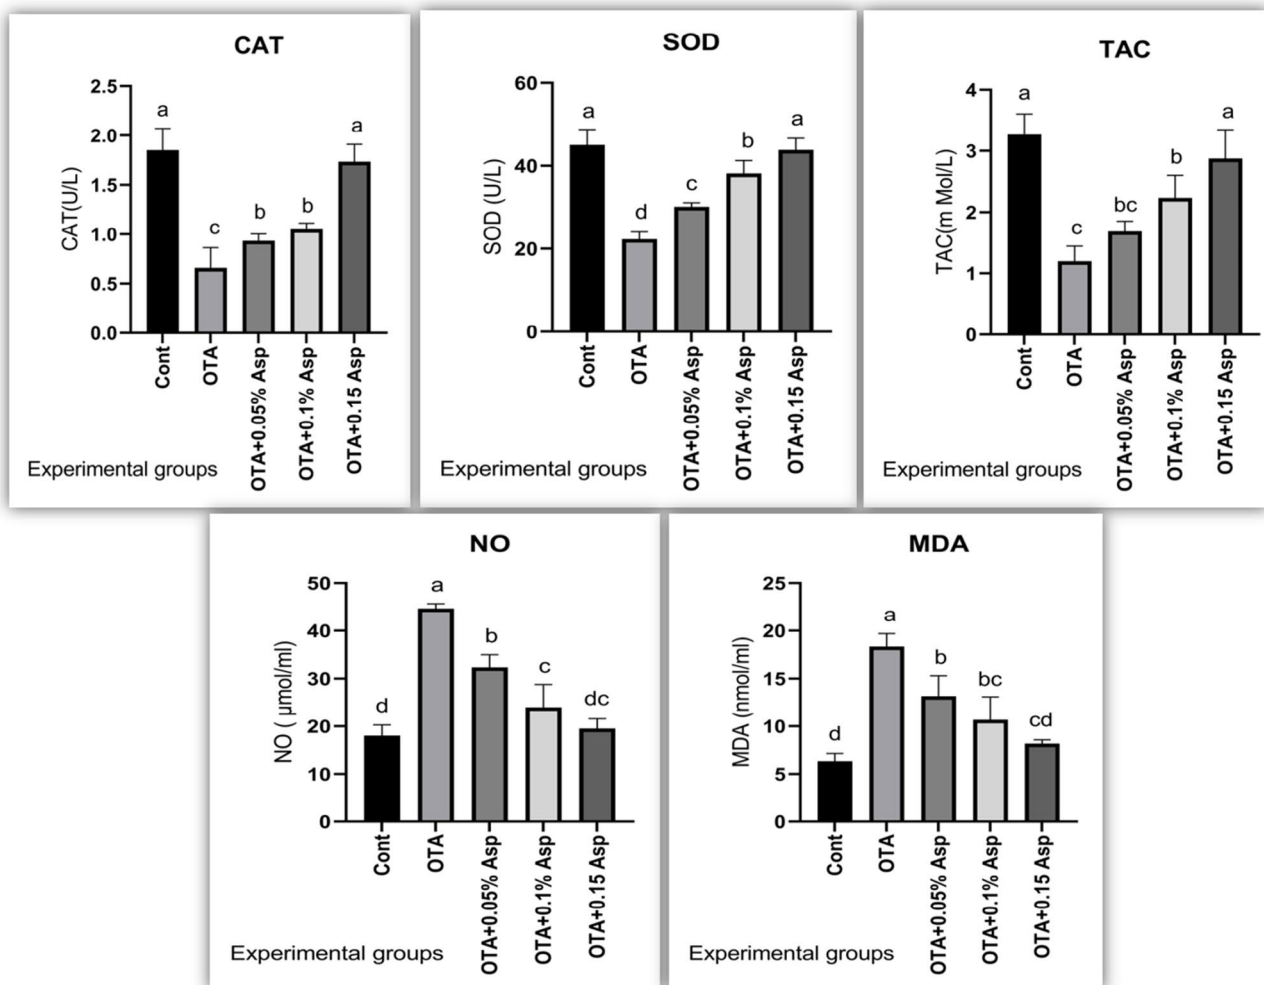 CAT
CAT(U/L)
2.5
2.0
1.5
1.0
0.5
0.0
a
c
b
b
a
Cont
OTA
OTA+0.05% Asp
OTA+0.1% Asp
OTA+0.15 Asp
Experimental groups
SOD
SOD (U/L)
60
40
20
0
a
d
c
b
a
Cont
OTA
OTA+0.05% Asp
OTA+0.1% Asp
OTA+0.15 Asp
Experimental groups
TAC
TAC(m Mol/L)
4
3
2
1
0
a
c
bc
b
a
Cont
OTA
OTA+0.05% Asp
OTA+0.1% Asp
OTA+0.15 Asp
Experimental groups
NO
NO ( µmol/ml)
50
40
30
20
10
0
d
a
b
c
dc
Cont
OTA
OTA+0.05% Asp
OTA+0.1% Asp
OTA+0.15 Asp
Experimental groups
MDA
MDA (nmol/ml)
25
20
15
10
5
0
d
a
b
bc
cd
Cont
OTA
OTA+0.05% Asp
OTA+0.1% Asp
OTA+0.15 Asp
Experimental groups